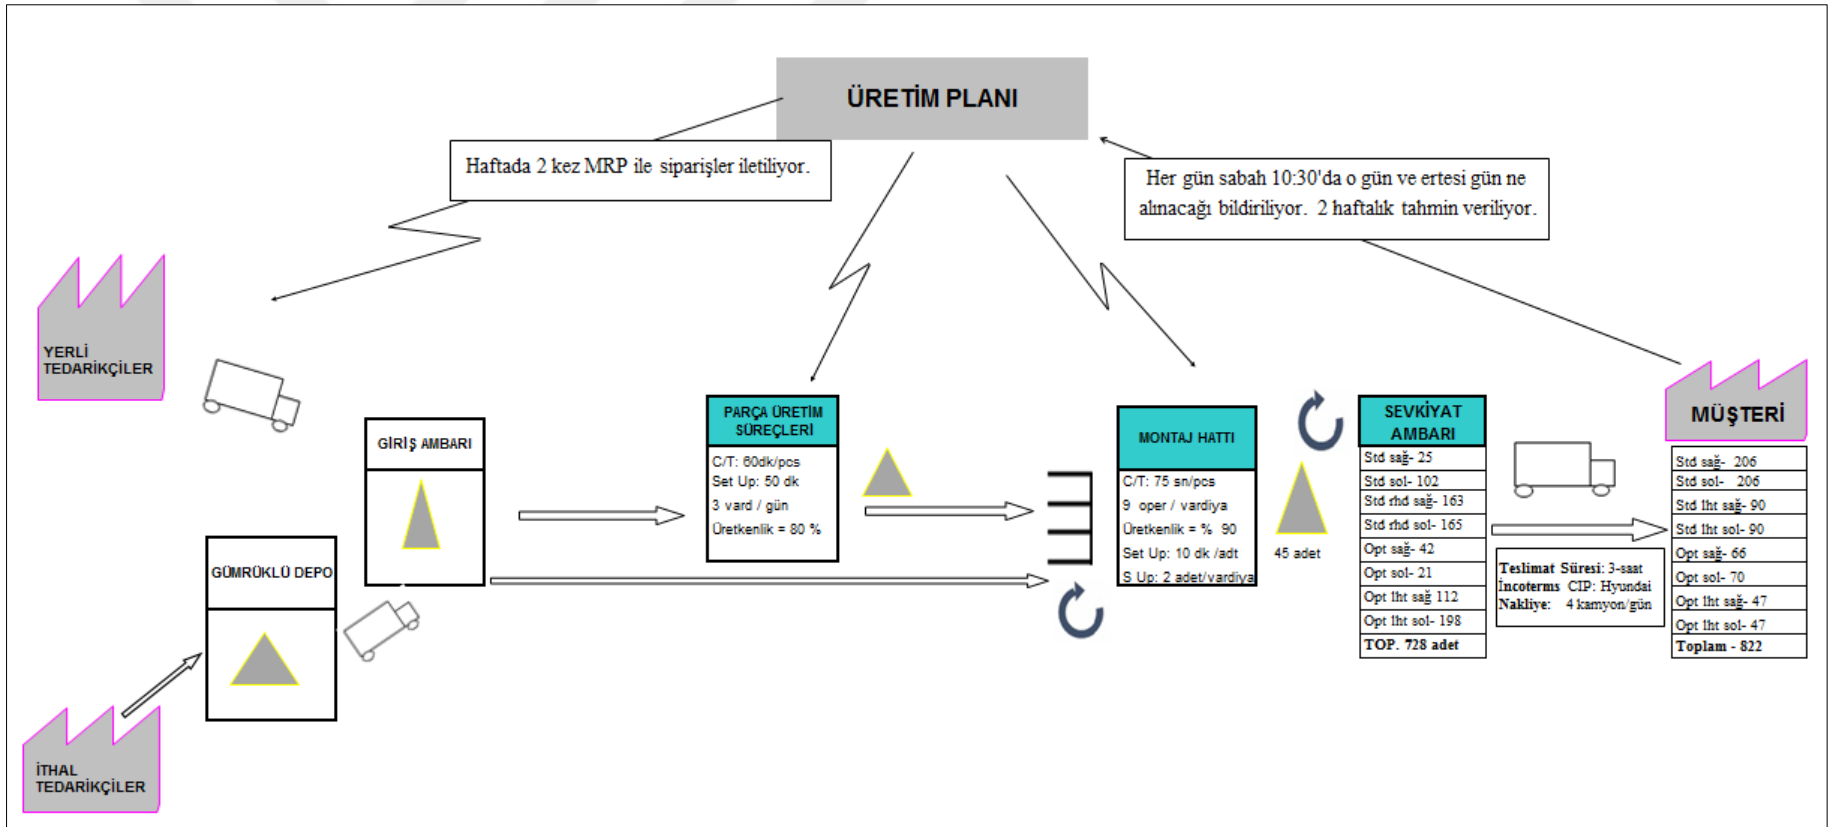 ÜRETİM PLANI
Haftada 2 kez MRP ile siparişler iletiliyor.
Her gün sabah 10:30'da o gün ve ertesi gün ne
alınacağı bildiriliyor. 2 haftalık tahmin veriliyor.
YERLİ
TEDARİKÇİLER
GİRİŞ AMBARI
GÜMRÜKLÜ DEPO
İTHAL
TEDARİKÇİLER
PARÇA ÜRETİM
SÜREÇLERİ
C/T: 60dk/pcs
Set Up: 50 dk
3 vard / gün
Üretkenlik = 80 %
MONTAJ HATTI
C/T: 75 sn/pcs
9 oper / vardiya
Üretkenlik = % 90
Set Up: 10 dk /adt
S Up: 2 adet/vardiya
45 adet
SEVKİYAT
AMBARI
Std sağ- 25
Std sol- 102
Std rhd sağ- 163
Std rhd sol- 165
Opt sağ- 42
Opt sol- 21
Opt lht sağ 112
Opt lht sol- 198
TOP. 728 adet
Teslimat Süresi: 3-saat
İncoterms CIP: Hyundai
Nakliye: 4 kamyon/gün
MÜŞTERİ
Std sağ- 206
Std sol- 206
Std lht sağ- 90
Std lht sol- 90
Opt sağ- 66
Opt sol- 70
Opt lht sağ- 47
Opt lht sol- 47
Toplam - 822